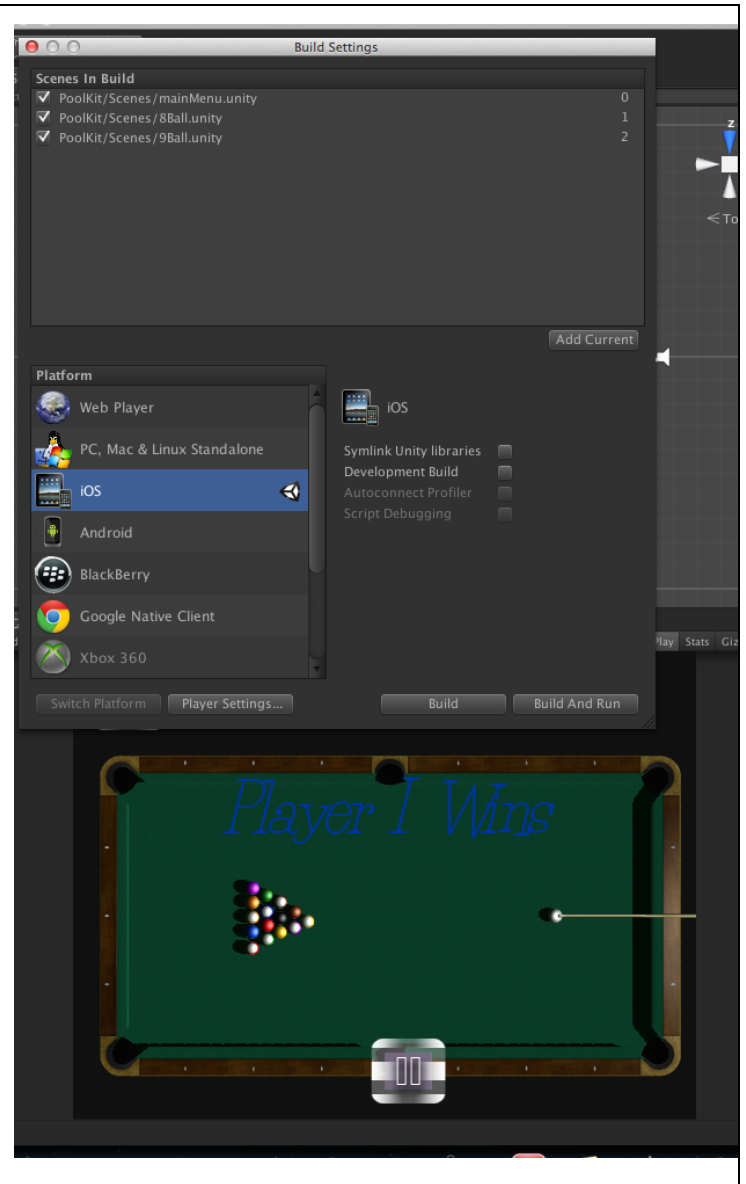 Build Settings
Scenes In Build
PoolKit/Scenes/mainMenu.unity 0
PoolKit/Scenes/8Ball.unity 1
PoolKit/Scenes/9Ball.unity 2
z
Add Current
Platform
Web Player
iOS
PC, Mac & Linux Standalone
Symlink Unity libraries
Development Build
iOS
Autoconnect Profiler
Script Debugging
Android
BlackBerry
Google Native Client
Stats
Xbox 360
Switch Platform Player Settings... Build Build And Run
Player I Wins